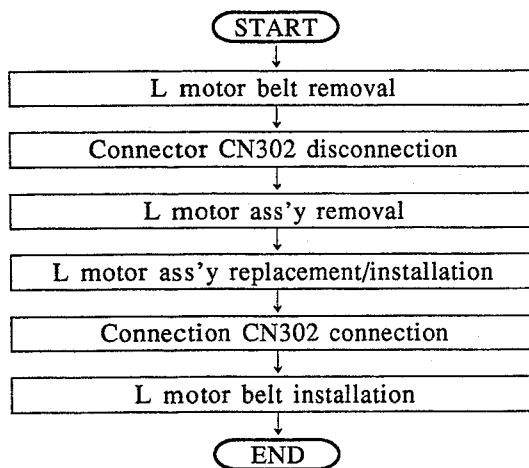 START
L motor belt removal
Connector CN302 disconnection
L motor ass'y removal
L motor ass'y replacement/installation
Connection CN302 connection
L motor belt installation
END